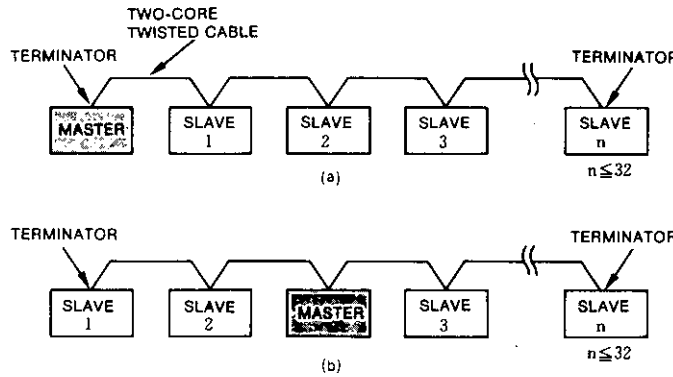 TWO-CORE
TWISTED CABLE
TERMINATOR
TERMINATOR
MASTER
SLAVE
1
SLAVE
2
SLAVE
3
SLAVE
n
n≦32
(a)
TERMINATOR
TERMINATOR
SLAVE
1
SLAVE
2
MASTER
SLAVE
3
SLAVE
n
n≦32
(b)